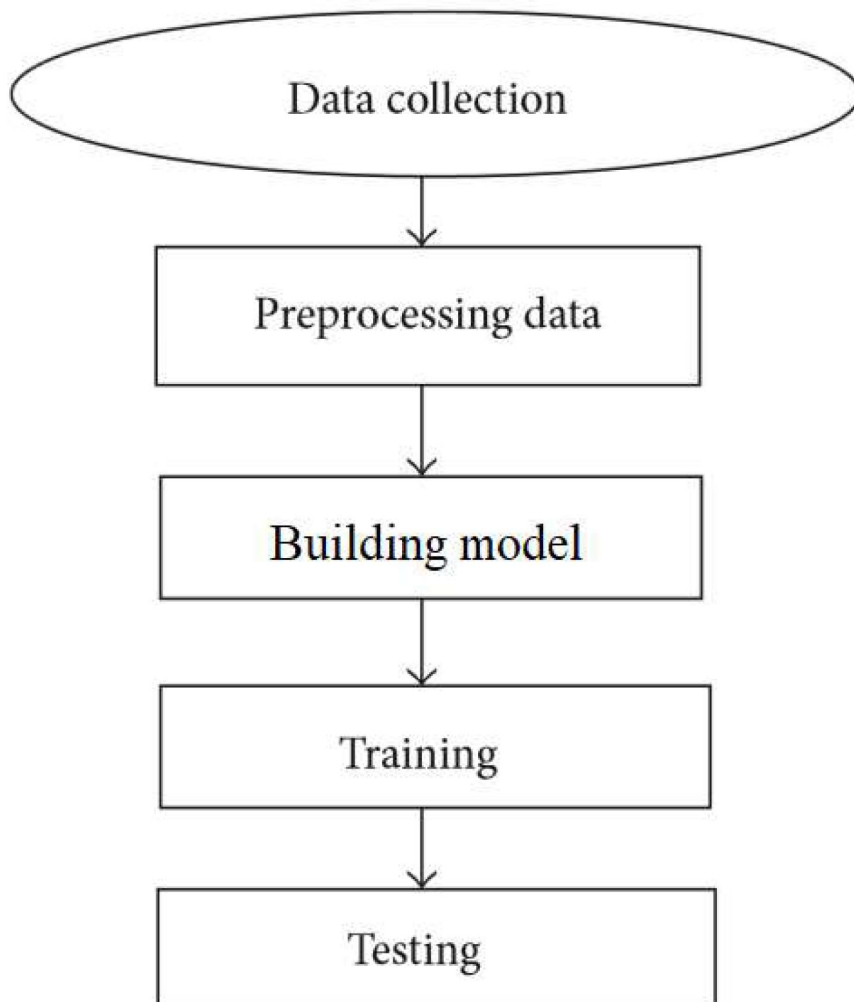 Data collection
Preprocessing data
Building model
Training
Testing